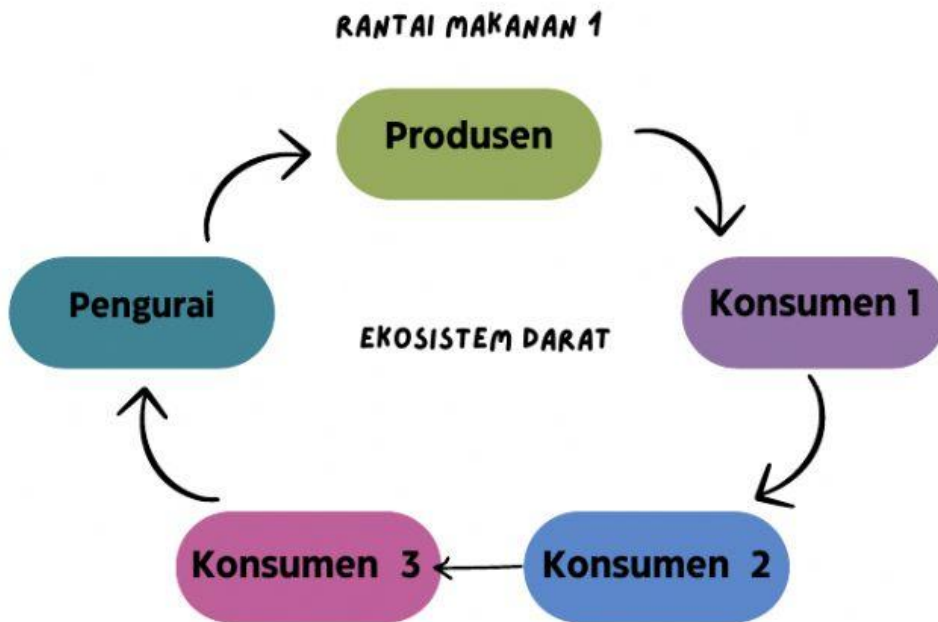 RANTAI MAKANAN 1
Produsen
Konsumen 1
Pengurai
EKOSISTEM DARAT
Konsumen 3
Konsumen 2